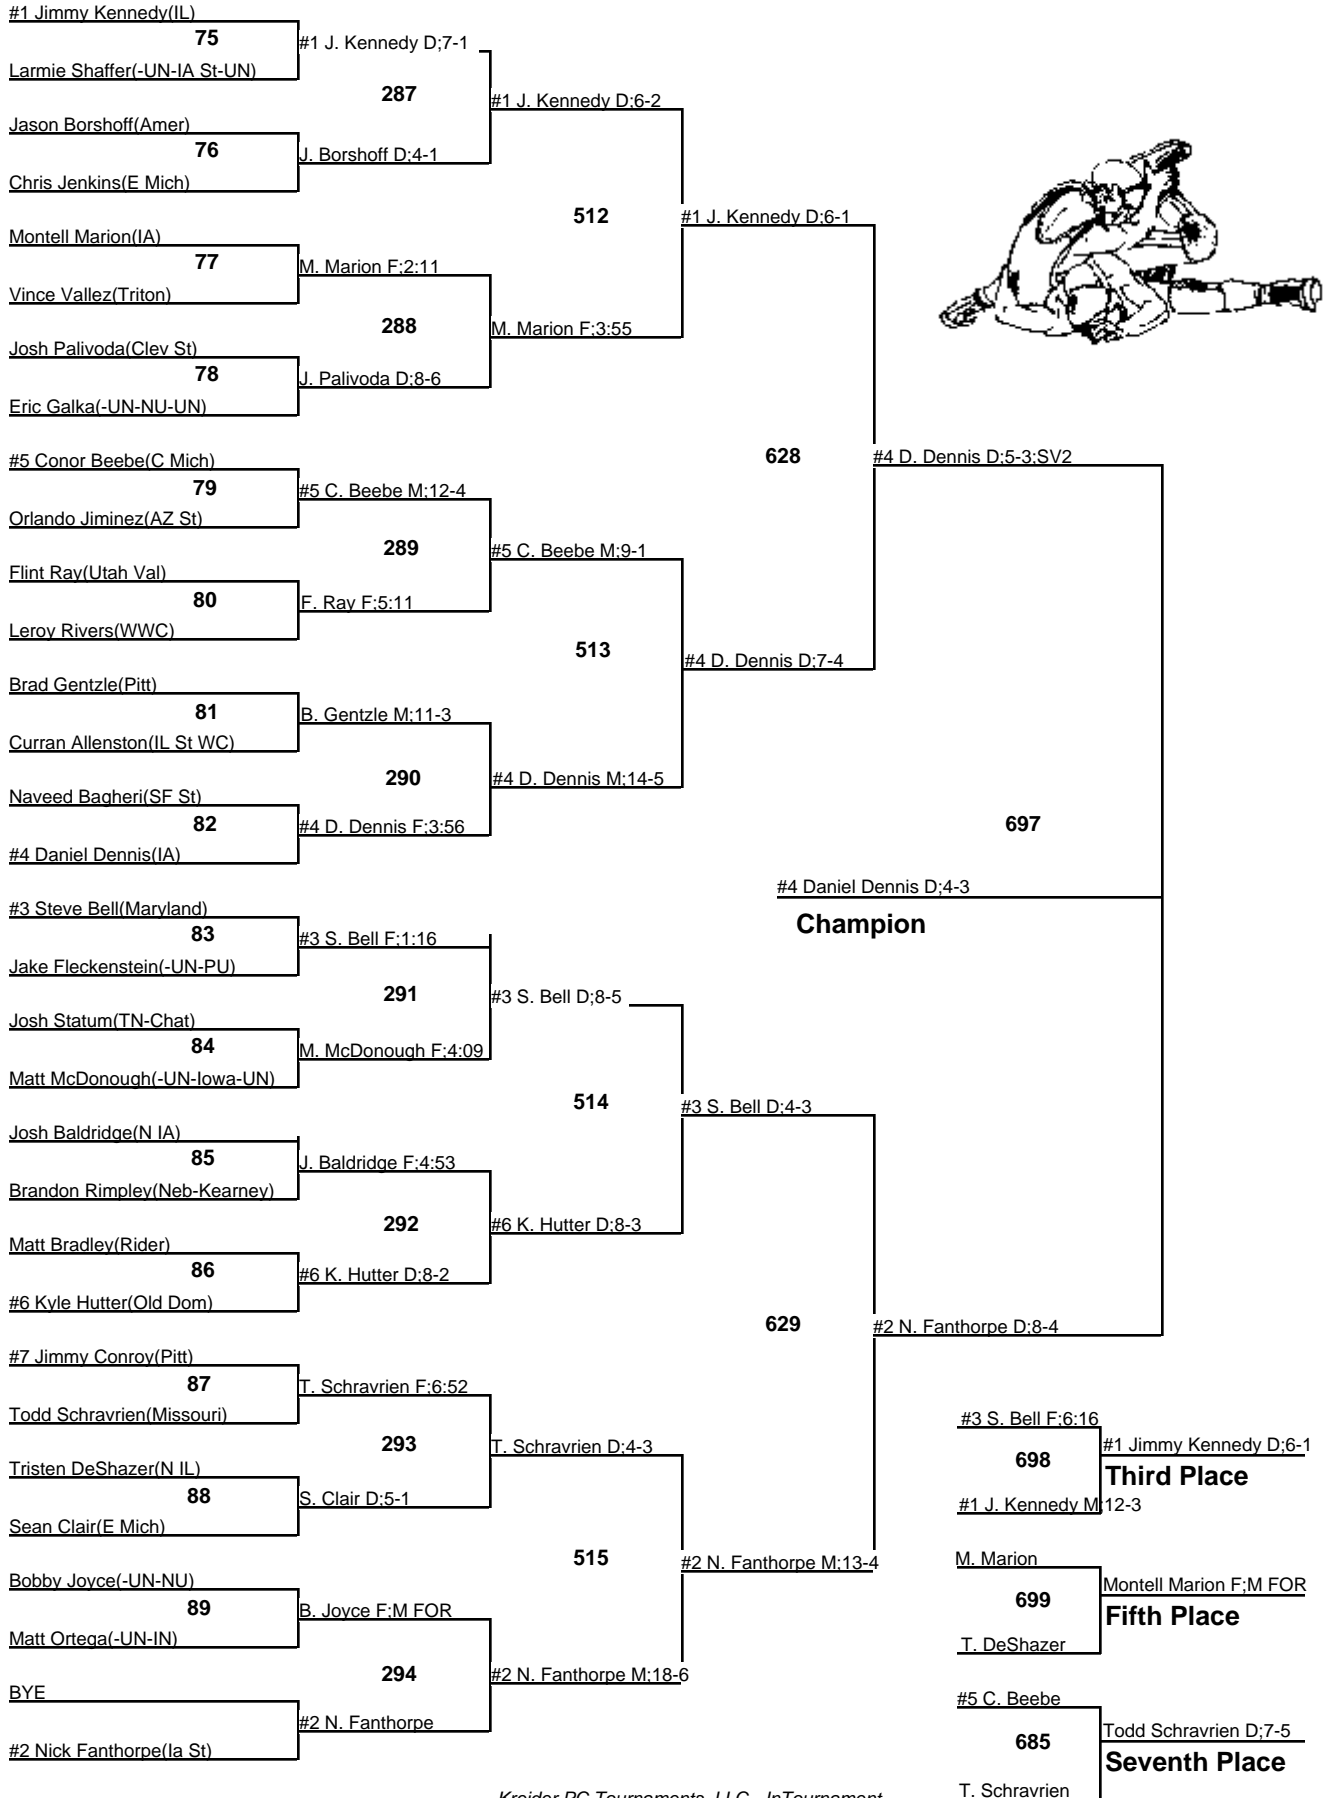 #1 Jimmy Kennedy(IL)
75
#1 J. Kennedy D;7-1
Larmie Shaffer(-UN-IA St-UN)
287
#1 J. Kennedy D;6-2
Jason Borshoff(Amer)
76
J. Borshoff D;4-1
Chris Jenkins(E Mich)
512
#1 J. Kennedy D;6-1
Montell Marion(IA)
77
M. Marion F;2:11
Vince Vallez(Triton)
288
M. Marion F;3:55
Josh Palivoda(Clev St)
78
J. Palivoda D;8-6
Eric Galka(-UN-NU-UN)
628
#4 D. Dennis D;5-3;SV2
#5 Conor Beebe(C Mich)
79
#5 C. Beebe M;12-4
Orlando Jiminez(AZ St)
289
#5 C. Beebe M;9-1
Flint Ray(Utah Val)
80
F. Ray F;5:11
Leroy Rivers(WWC)
513
#4 D. Dennis D;7-4
Brad Gentzle(Pitt)
81
B. Gentzle M;11-3
Curran Allenston(IL St WC)
290
#4 D. Dennis M;14-5
Naveed Bagheri(SF St)
82
#4 D. Dennis F;3:56
697
#4 Daniel Dennis(IA)
#4 Daniel Dennis D;4-3
Champion
#3 Steve Bell(Maryland)
83
#3 S. Bell F;1:16
Jake Fleckenstein(-UN-PU)
291
#3 S. Bell D;8-5
Josh Statum(TN-Chat)
84
M. McDonough F;4:09
Matt McDonough(-UN-Iowa-UN)
514
#3 S. Bell D;4-3
Josh Baldridge(N IA)
85
J. Baldridge F;4:53
Brandon Rimpley(Neb-Kearney)
292
#6 K. Hutter D;8-3
Matt Bradley(Rider)
86
#6 K. Hutter D;8-2
#6 Kyle Hutter(Old Dom)
629
#2 N. Fanthorpe D;8-4
#7 Jimmy Conroy(Pitt)
87
T. Schravrien F;6:52
Todd Schravrien(Missouri)
293
T. Schravrien D;4-3
Tristen DeShazer(N IL)
88
S. Clair D;5-1
Sean Clair(E Mich)
515
#2 N. Fanthorpe M;13-4
Bobby Joyce(-UN-NU)
89
B. Joyce F;M FOR
Matt Ortega(-UN-IN)
294
#2 N. Fanthorpe M;18-6
BYE
#2 N. Fanthorpe
#2 Nick Fanthorpe(Ia St)
#3 S. Bell F;6:16
698
#1 Jimmy Kennedy D;6-1
Third Place
#1 J. Kennedy M;12-3
M. Marion
699
Montell Marion F;M FOR
Fifth Place
T. DeShazer
#5 C. Beebe
685
Todd Schravrien D;7-5
Seventh Place
T. Schravrien
Kreider PC Tournaments, LLC - InTournament